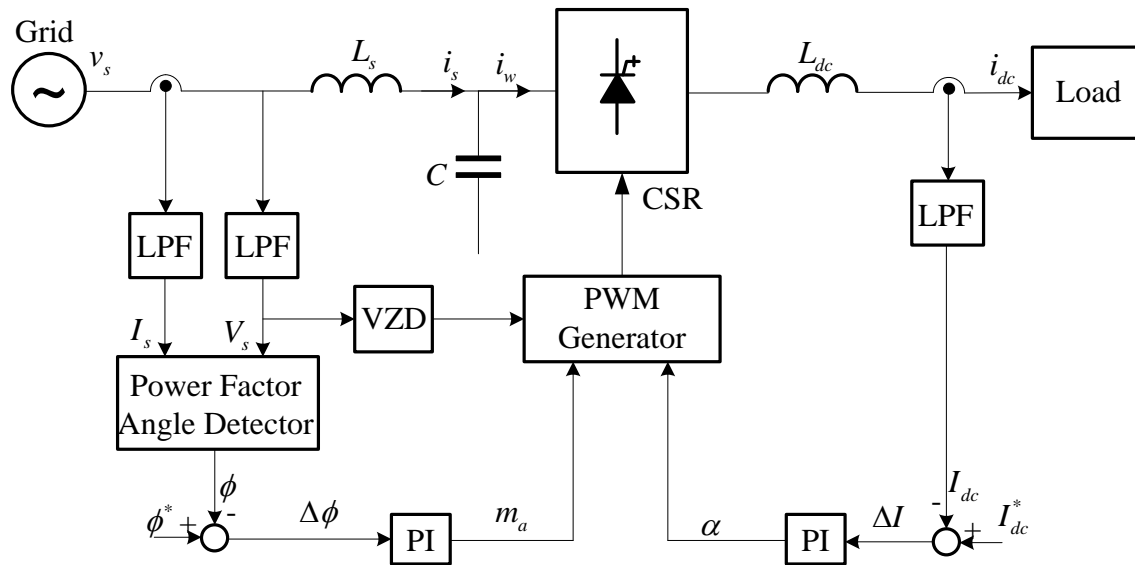 Grid
v_s
~
L_s
i_s
i_w
C
CSR
L_dc
i_dc
Load
LPF
LPF
LPF
I_s
V_s
VZD
PWM
Generator
Power Factor
Angle Detector
ϕ
ϕ* +
-
Δϕ
PI
m_a
α
PI
ΔI
-
I_dc
+
I*_dc